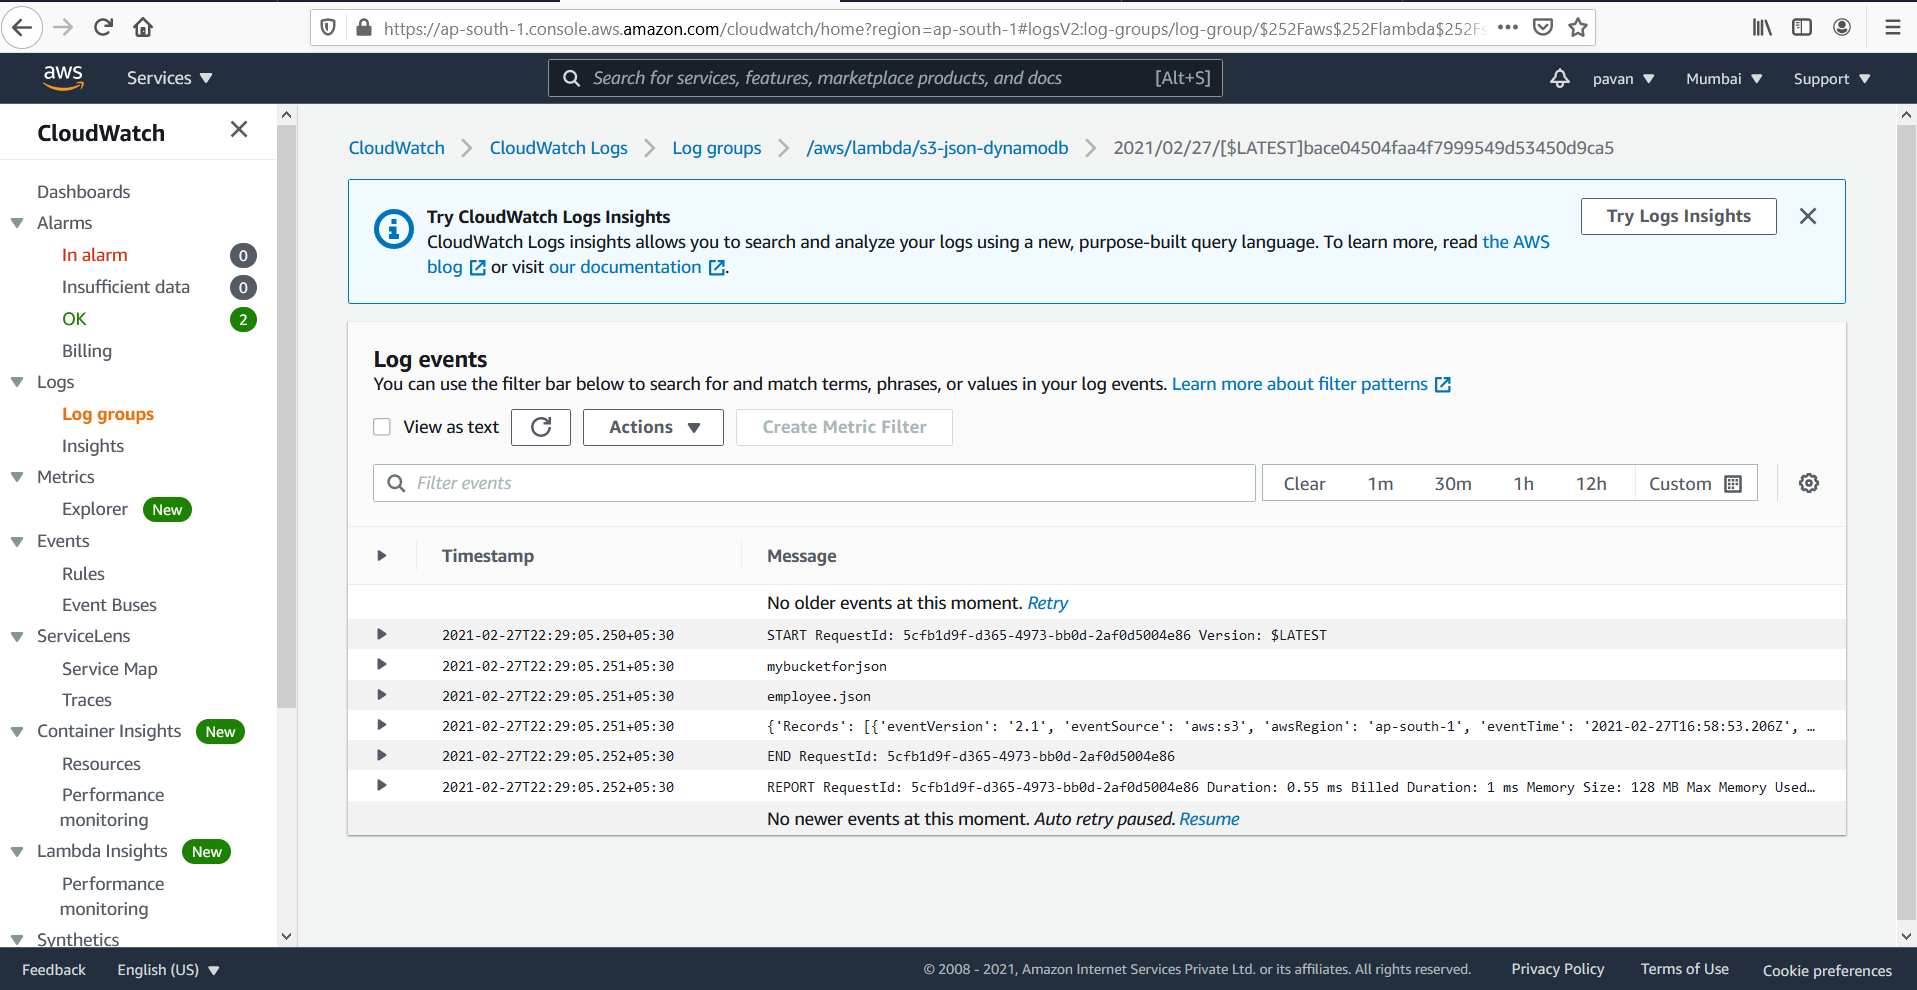 https://ap-south-1.console.aws.amazon.com/cloudwatch/home?region=ap-south-1#logsV2:log-groups/log-group/$252Faws$252Flambda$252Fs
aws
Services
Search for services, features, marketplace products, and docs [Alt+S]
pavan
Mumbai
Support
CloudWatch
Dashboards
Alarms
In alarm 0
Insufficient data 0
OK 2
Billing
Logs
Log groups
Insights
Metrics
Explorer New
Events
Rules
Event Buses
ServiceLens
Service Map
Traces
Container Insights New
Resources
Performance
monitoring
Lambda Insights New
Performance
monitoring
Synthetics
CloudWatch CloudWatch Logs Log groups /aws/lambda/s3-json-dynamodb 2021/02/27/[$LATEST]bace04504faa4f7999549d53450d9ca5
Try CloudWatch Logs Insights
CloudWatch Logs insights allows you to search and analyze your logs using a new, purpose-built query language. To learn more, read the AWS
blog or visit our documentation .
Try Logs Insights
Log events
You can use the filter bar below to search for and match terms, phrases, or values in your log events. Learn more about filter patterns
View as text
Actions
Create Metric Filter
Filter events
Clear 1m 30m 1h 12h Custom
Timestamp Message
No older events at this moment. Retry
2021-02-27T22:29:05.250+05:30 START RequestId: 5cfb1d9f-d365-4973-bb0d-2af0d5004e86 Version: $LATEST
2021-02-27T22:29:05.251+05:30 mybucketforjson
2021-02-27T22:29:05.251+05:30 employee.json
2021-02-27T22:29:05.251+05:30 {'Records': [{'eventVersion': '2.1', 'eventSource': 'aws:s3', 'awsRegion': 'ap-south-1', 'eventTime': '2021-02-27T16:58:53.206Z', …
2021-02-27T22:29:05.252+05:30 END RequestId: 5cfb1d9f-d365-4973-bb0d-2af0d5004e86
2021-02-27T22:29:05.252+05:30 REPORT RequestId: 5cfb1d9f-d365-4973-bb0d-2af0d5004e86 Duration: 0.55 ms Billed Duration: 1 ms Memory Size: 128 MB Max Memory Used…
No newer events at this moment. Auto retry paused. Resume
Feedback
English (US)
© 2008 - 2021, Amazon Internet Services Private Ltd. or its affiliates. All rights reserved.
Privacy Policy
Terms of Use
Cookie preferences